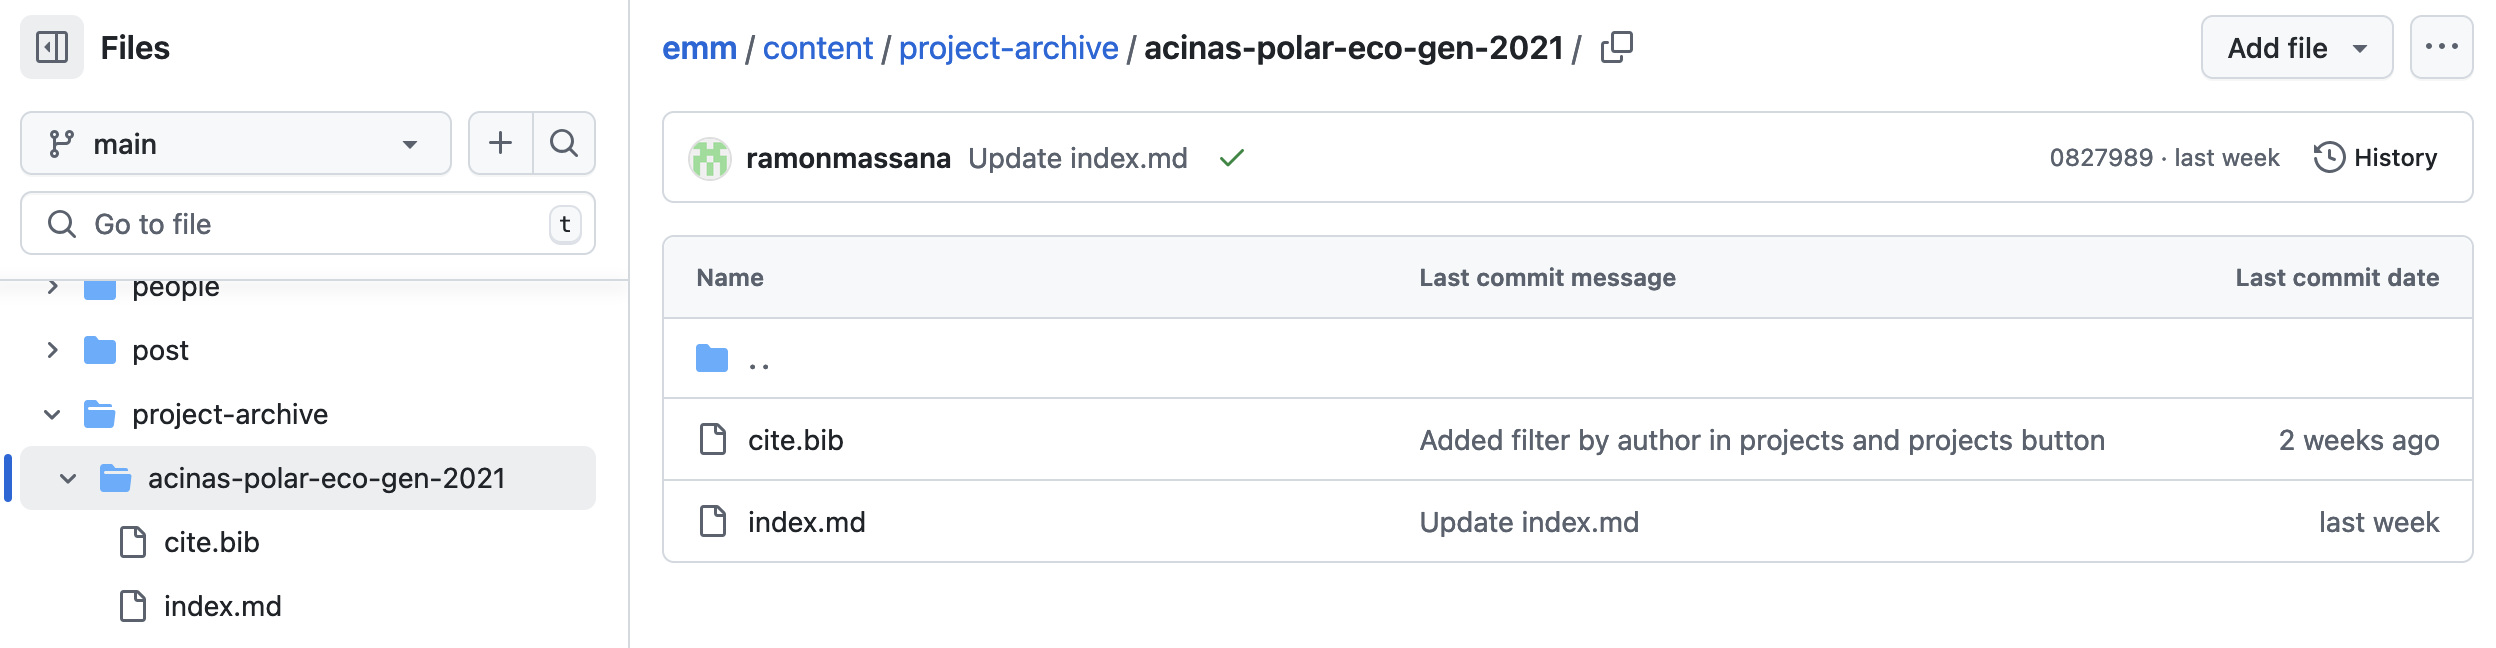 Files
main
Go to file
t
people
post
project-archive
acinas-polar-eco-gen-2021
cite.bib
index.md
emm / content / project-archive / acinas-polar-eco-gen-2021 /
Add file
ramonmassana Update index.md
0827989 · last week
History
Name Last commit message Last commit date
..
cite.bib Added filter by author in projects and projects button 2 weeks ago
index.md Update index.md last week